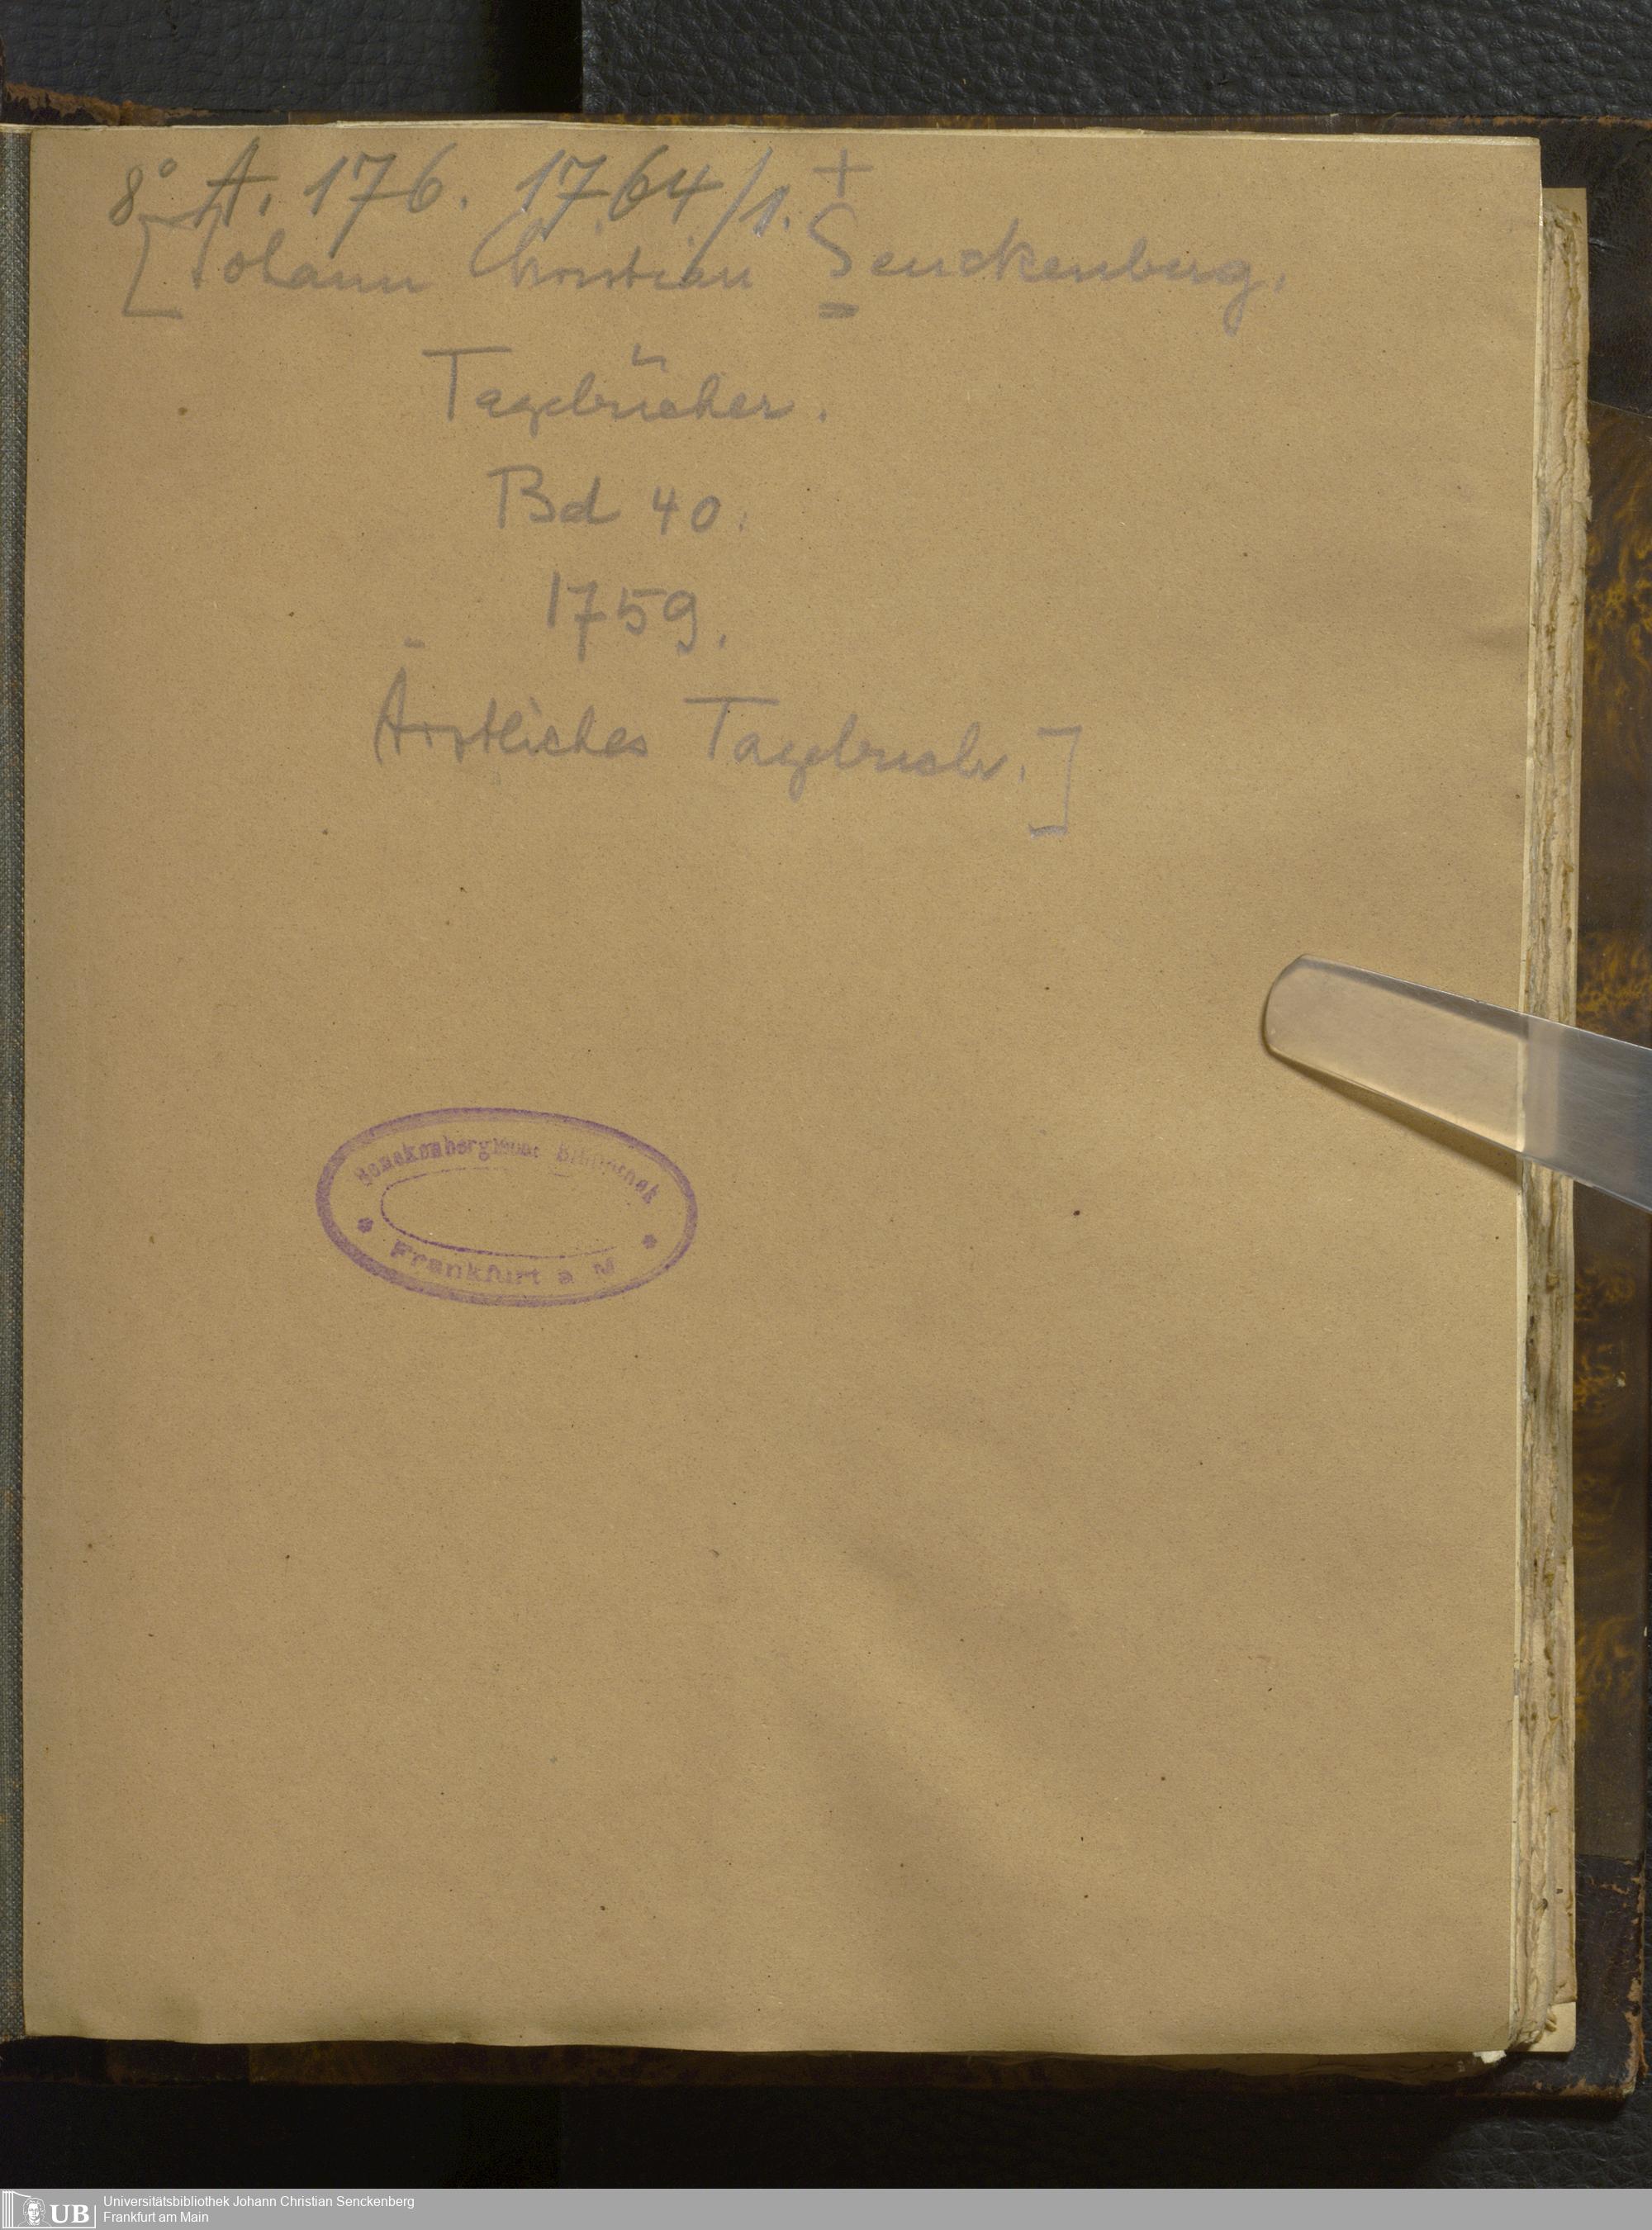 8° A. 176. 1764/1. +
[Johann Christian Senckenberg.
Tagebücher.
Bd 40.
1759.
Ärztliches Tagebuch.]
Senckenbergische Bibliothek
Frankfurt a M
UB
Universitätsbibliothek Johann Christian Senckenberg
Frankfurt am Main